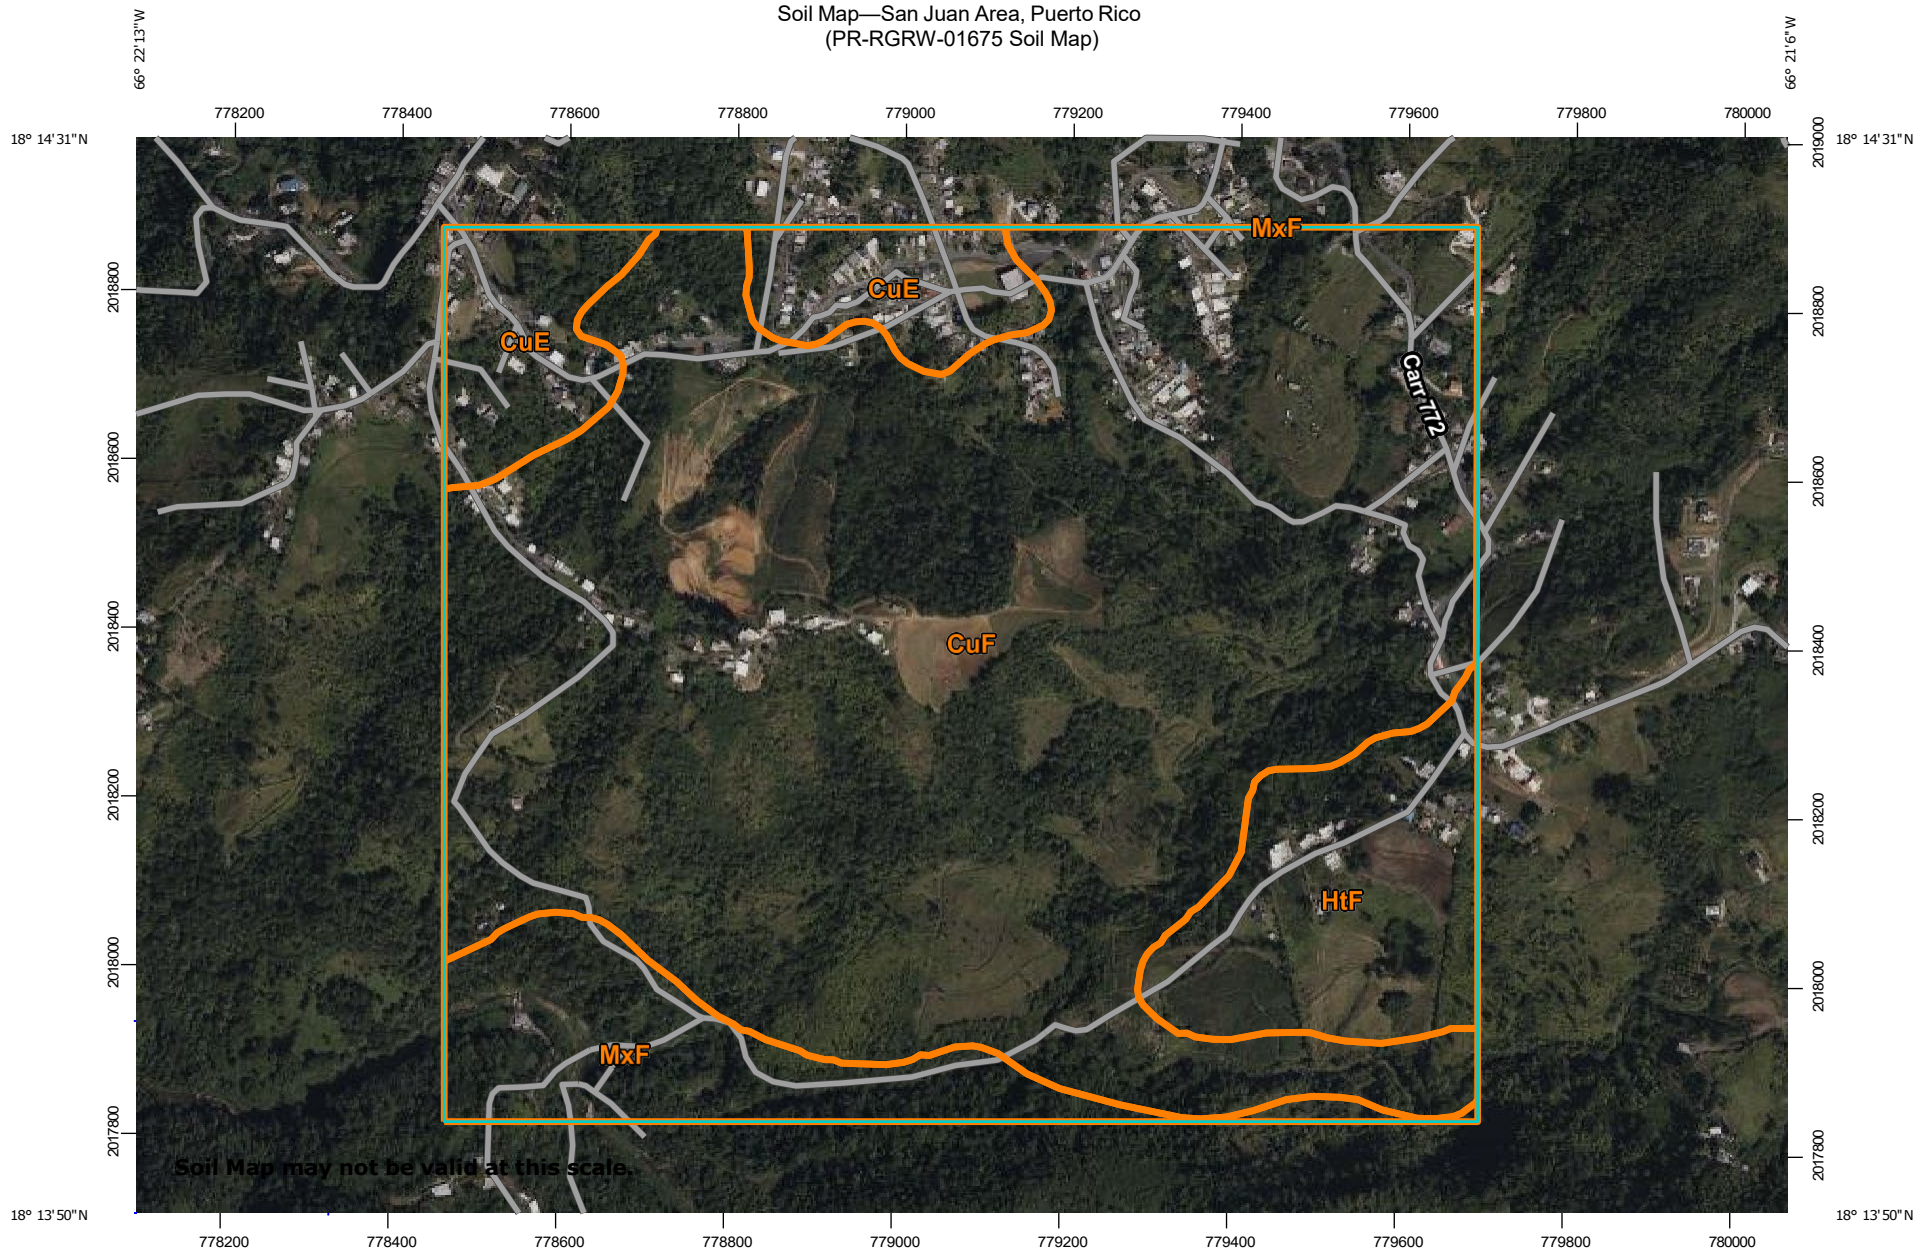 Soil Map—San Juan Area, Puerto Rico
(PR-RGRW-01675 Soil Map)
66° 22'13"W
66° 21'6"W
778200 778400 778600 778800 779000 779200 779400 779600 779800 780000
18° 14'31"N
18° 14'31"N
2019000
MxF
2018800
CuE
2018800
CuE
Carr 772
2018600
2018600
2018400
CuF
2018400
2018200
2018200
HtF
2018000
2018000
MxF
2017800
2017800
Soil Map may not be valid at this scale.
18° 13'50"N
18° 13'50"N
778200 778400 778600 778800 779000 779200 779400 779600 779800 780000